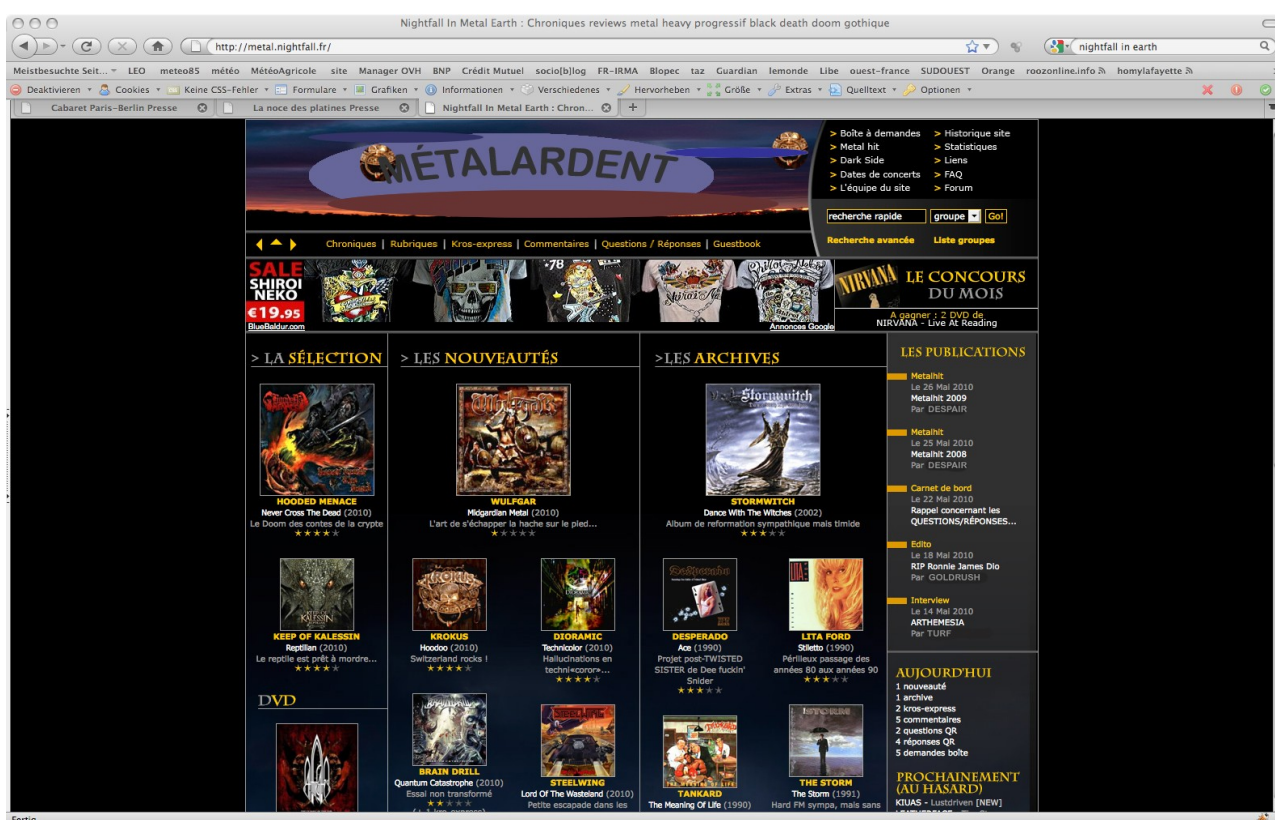 Nightfall In Metal Earth : Chroniques reviews metal heavy progressif black death doom gothique
http://metal.nightfall.fr/
nightfall in earth
Meistbesuchte Seit... LEO meteo85 météo MétéoAgricole site Manager OVH BNP Crédit Mutuel socio[b]log FR-IRMA Blopec taz Guardian lemonde Libe ouest-france SUDOUEST Orange roozonline.info homylafayette
Deaktivieren Cookies Keine CSS-Fehler Formulare Grafiken Informationen Verschiedenes Hervorheben Größe Extras Quelltext Optionen
Cabaret Paris-Berlin Presse La noce des platines Presse Nightfall In Metal Earth : Chron... +
MÉTALARDENT
> Boîte à demandes > Historique site
> Metal hit > Statistiques
> Dark Side > Liens
> Dates de concerts > FAQ
> L'équipe du site > Forum
recherche rapide groupe Go!
Recherche avancée Liste groupes
Chroniques | Rubriques | Kros-express | Commentaires | Questions / Réponses | Guestbook
SALE
SHIROI
NEKO
€19.95
BlueBaldur.com
Annonces Google
NIRVANA
LE CONCOURS
DU MOIS
A gagner : 2 DVD de
NIRVANA - Live At Reading
> LA SÉLECTION
HOODED MENACE
Never Cross The Dead (2010)
Le Doom des contes de la crypte
KEEP OF KALESSIN
Reptilian (2010)
Le reptile est prêt à mordre...
DVD
> LES NOUVEAUTÉS
WULFGAR
Midgardian Metal (2010)
L'art de s'échapper la hache sur le pied...
KROKUS
KROKUS
Hoodoo (2010)
Switzerland rocks !
DIORAMIC
Technicolor (2010)
Hallucinations en
techni«coror»...
BRAIN DRILL
Quantum Catastrophe (2010)
Essai non transformé
STEELWING
STEELWING
Lord Of The Wasteland (2010)
Petite escapade dans les
>LES ARCHIVES
Stormwitch
STORMWITCH
Dance With The Witches (2002)
Album de reformation sympathique mais timide
Desperado
DESPERADO
Ace (1990)
Projet post-TWISTED
SISTER de Dee fuckin'
Snider
LITA
LITA FORD
Stiletto (1990)
Périlleux passage des
années 80 aux années 90
TANKARD
TANKARD
The Meaning Of Life (1990)
THE STORM
The Storm (1991)
Hard FM sympa, mais sans
LES PUBLICATIONS
Metalhit
Le 26 Mai 2010
Metalhit 2009
Par DESPAIR
Metalhit
Le 25 Mai 2010
Metalhit 2008
Par DESPAIR
Carnet de bord
Le 22 Mai 2010
Rappel concernant les
QUESTIONS/RÉPONSES...
Edito
Le 18 Mai 2010
RIP Ronnie James Dio
Par GOLDRUSH
Interview
Le 14 Mai 2010
ARTHEMESIA
Par TURF
AUJOURD'HUI
1 nouveauté
1 archive
2 kros-express
5 commentaires
2 questions QR
4 réponses QR
5 demandes boîte
PROCHAINEMENT
(AU HASARD)
KIUAS - Lustdriven [NEW]